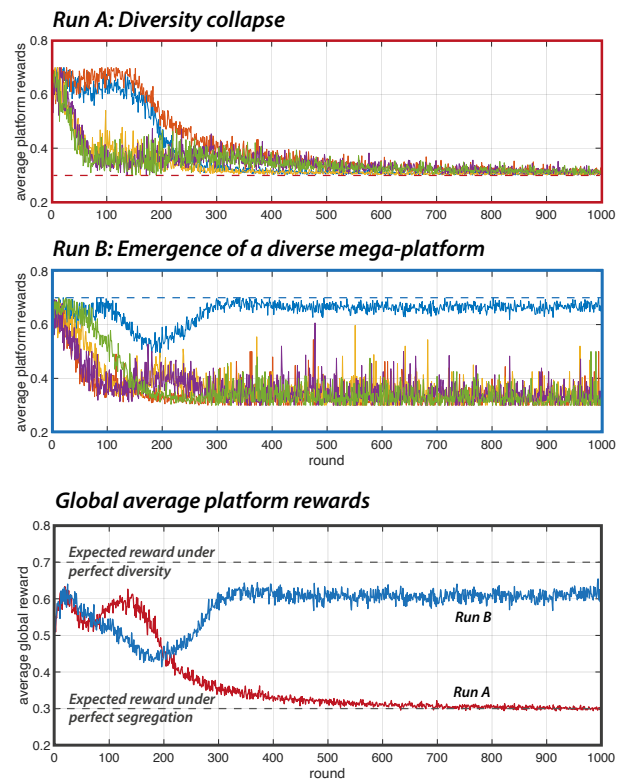 Run A: Diversity collapse
average platform rewards
0.8
0.6
0.4
0.2
0 100 200 300 400 500 600 700 800 900 1000
Run B: Emergence of a diverse mega-platform
average platform rewards
0.8
0.6
0.4
0.2
0 100 200 300 400 500 600 700 800 900 1000
round
Global average platform rewards
average global reward
0.8
0.7
0.6
0.5
0.4
0.3
0.2
Expected reward under
perfect diversity
Run B
Expected reward under
perfect segregation
Run A
0 100 200 300 400 500 600 700 800 900 1000
round